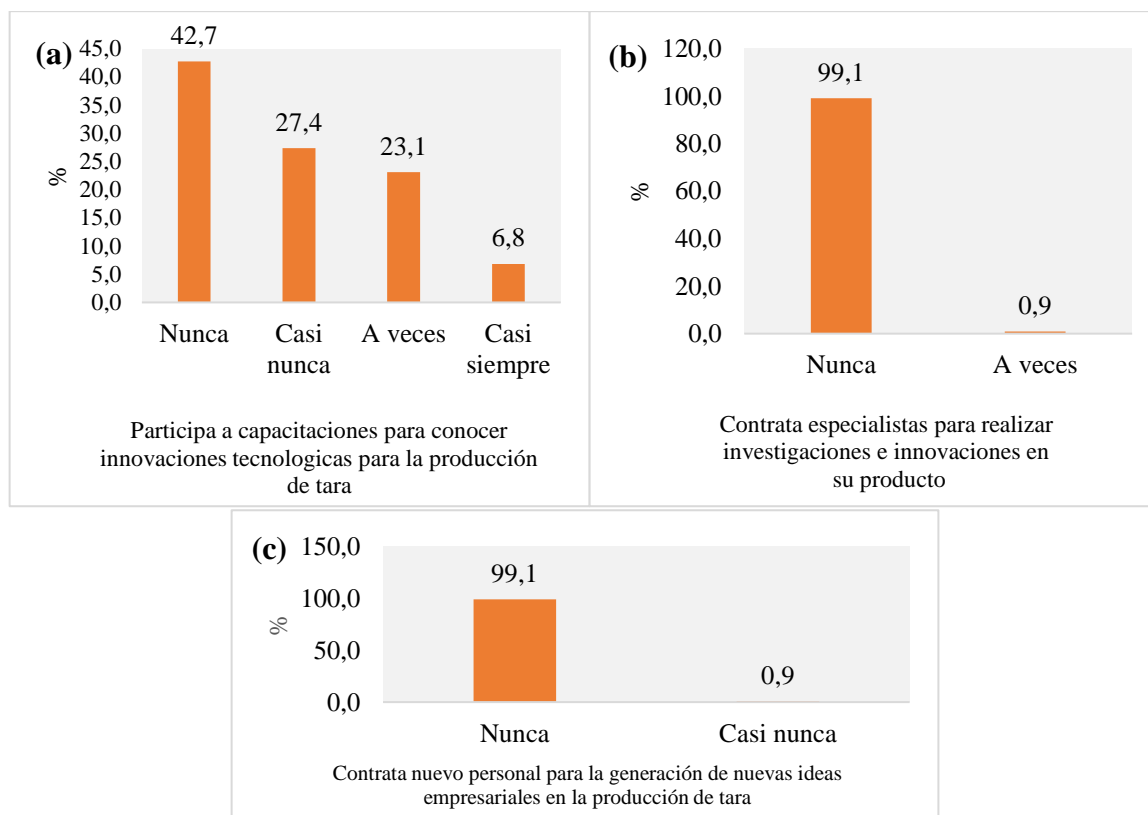 (a)
42,7
45,0
40,0
35,0
30,0
25,0
20,0
15,0
10,0
5,0
0,0
%
27,4
23,1
6,8
Nunca
Casi
nunca
A veces
Casi
siempre
Participa a capacitaciones para conocer
innovaciones tecnologicas para la producción
de tara
(b)
120,0
100,0
80,0
60,0
40,0
20,0
0,0
%
99,1
0,9
Nunca
A veces
Contrata especialistas para realizar
investigaciones e innovaciones en
su producto
(c)
150,0
100,0
50,0
0,0
%
99,1
0,9
Nunca
Casi nunca
Contrata nuevo personal para la generación de nuevas ideas
empresariales en la producción de tara